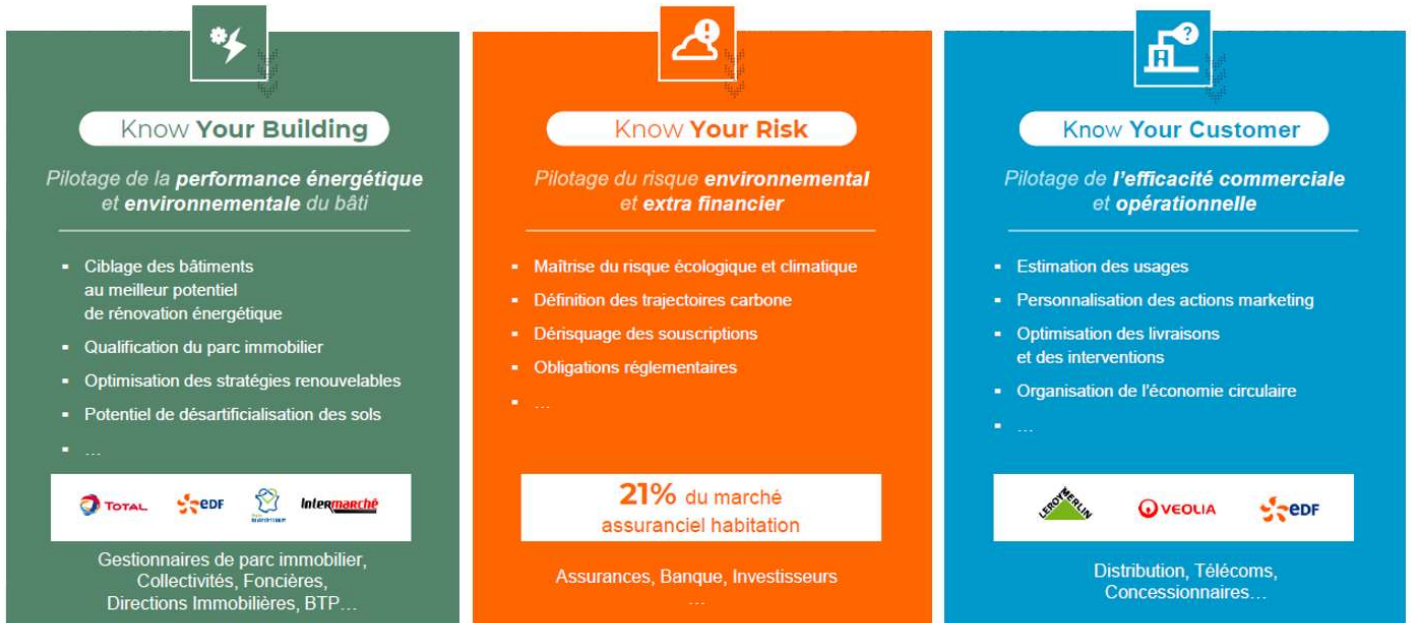 Know Your Building
Pilotage de la performance énergétique
et environnementale du bâti
▪ Ciblage des bâtiments
au meilleur potentiel
de rénovation énergétique
▪ Qualification du parc immobilier
▪ Optimisation des stratégies renouvelables
▪ Potentiel de désartificialisation des sols
▪ ...
TOTAL
eDF
Intermarché
Gestionnaires de parc immobilier,
Collectivités, Foncières,
Directions Immobilières, BTP...
Know Your Risk
Pilotage du risque environnemental
et extra financier
▪ Maîtrise du risque écologique et climatique
▪ Définition des trajectoires carbone
▪ Dérisquage des souscriptions
▪ Obligations réglementaires
▪ ...
21% du marché
assuranciel habitation
Assurances, Banque, Investisseurs
...
Know Your Customer
Pilotage de l'efficacité commerciale
et opérationnelle
▪ Estimation des usages
▪ Personnalisation des actions marketing
▪ Optimisation des livraisons
et des interventions
▪ Organisation de l'économie circulaire
▪ ...
LEROY MERLIN
VEOLIA
eDF
Distribution, Télécoms,
Concessionnaires...